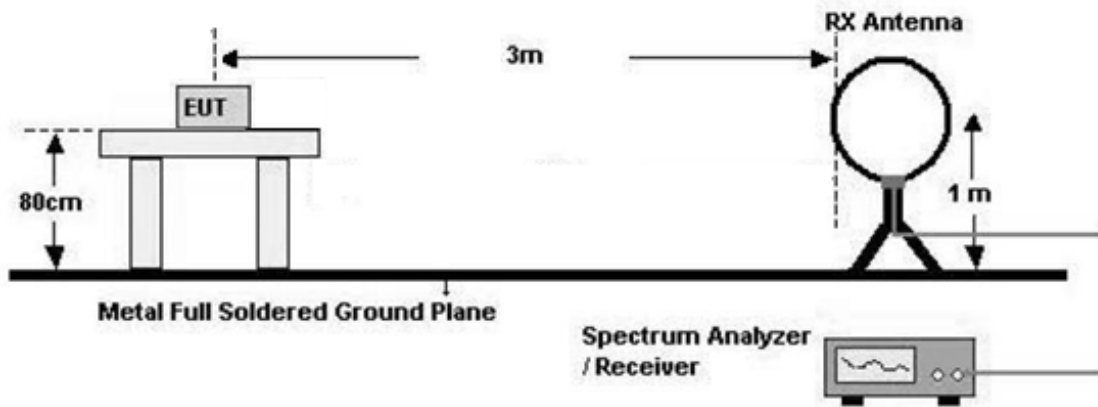 RX Antenna
3m
EUT
80cm
1 m
Metal Full Soldered Ground Plane
Spectrum Analyzer
/ Receiver